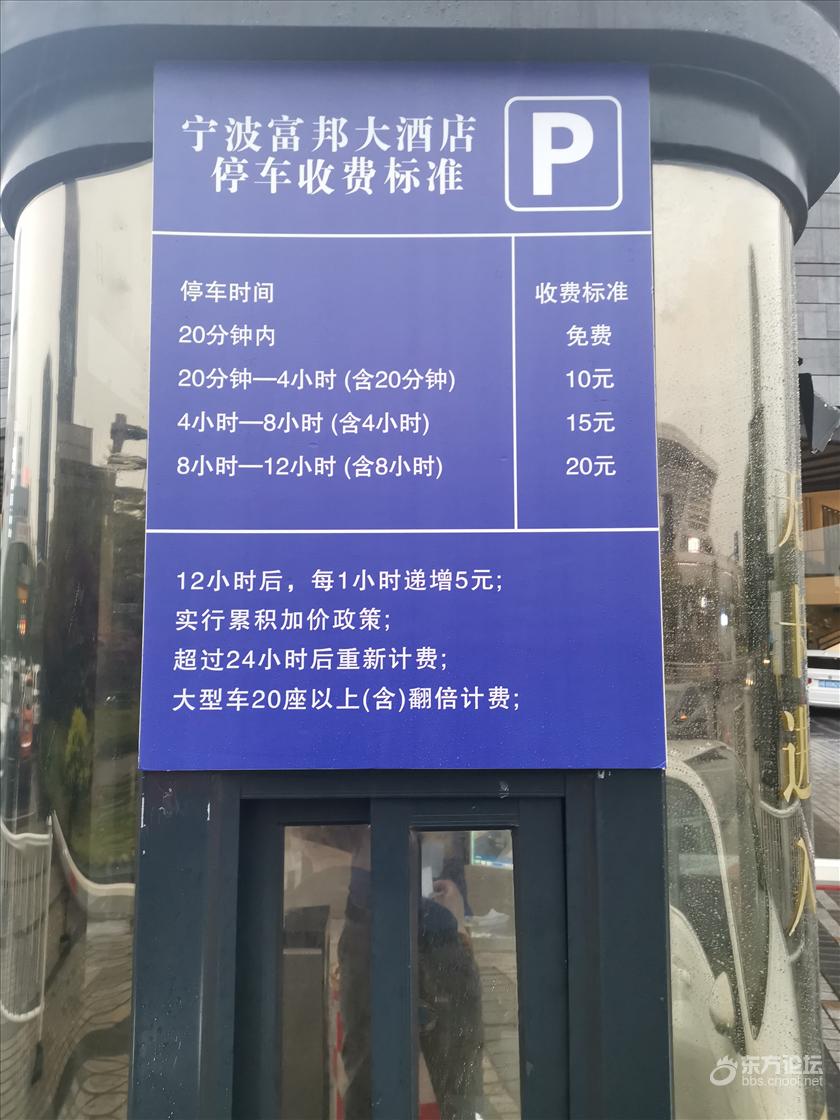 宁波富邦大酒店
停车收费标准
P
停车时间 收费标准
20分钟内 免费
20分钟—4小时 (含20分钟) 10元
4小时—8小时 (含4小时) 15元
8小时—12小时 (含8小时) 20元
12小时后，每1小时递增5元;
实行累积加价政策;
超过24小时后重新计费;
大型车20座以上(含)翻倍计费;
东方论坛
bbs.cnool.net